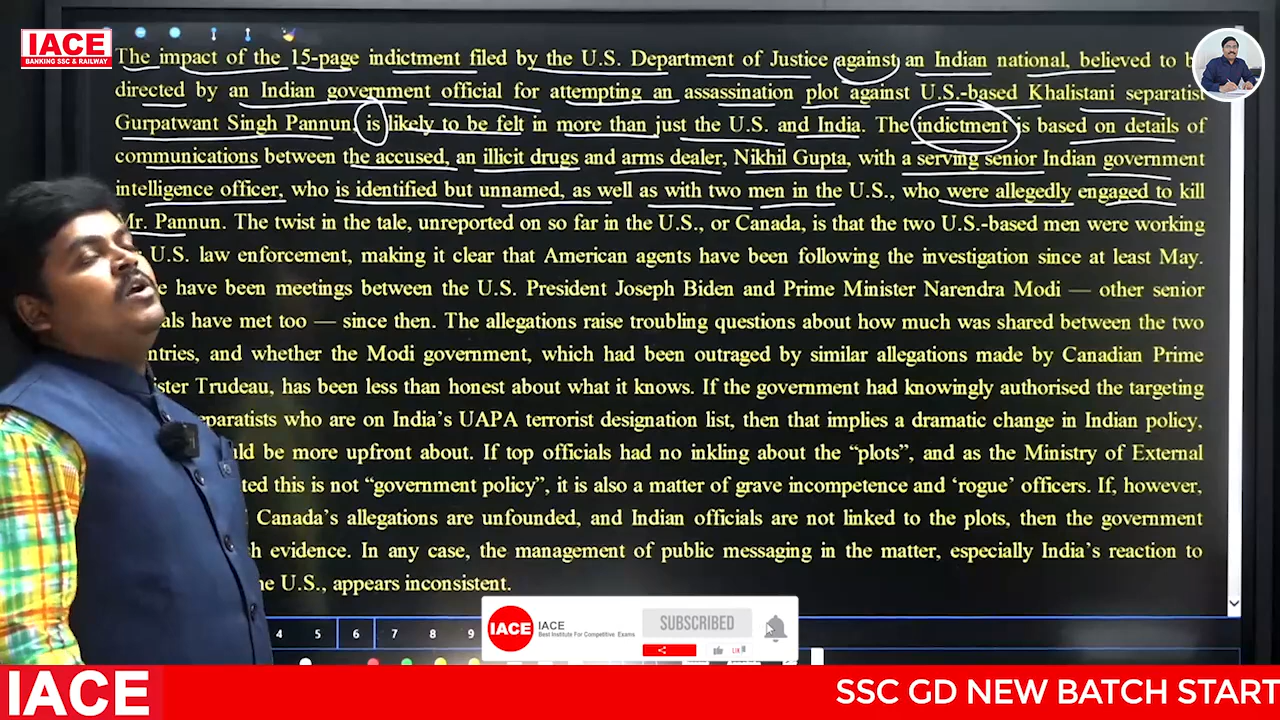 IACE
BANKING SSC & RAILWAY
The impact of the 15-page indictment filed by the U.S. Department of Justice against an Indian national, believed to
directed by an Indian government official for attempting an assassination plot against U.S.-based Khalistani separatist
Gurpatwant Singh Pannun, is likely to be felt in more than just the U.S. and India. The indictment is based on details of
communications between the accused, an illicit drugs and arms dealer, Nikhil Gupta, with a serving senior Indian government
intelligence officer, who is identified but unnamed, as well as with two men in the U.S., who were allegedly engaged to kill
Mr. Pannun. The twist in the tale, unreported on so far in the U.S., or Canada, is that the two U.S.-based men were working
U.S. law enforcement, making it clear that American agents have been following the investigation since at least May.
have been meetings between the U.S. President Joseph Biden and Prime Minister Narendra Modi — other senior
have met too — since then. The allegations raise troubling questions about how much was shared between the two
and whether the Modi government, which had been outraged by similar allegations made by Canadian Prime
Trudeau, has been less than honest about what it knows. If the government had knowingly authorised the targeting
who are on India's UAPA terrorist designation list, then that implies a dramatic change in Indian policy,
be more upfront about. If top officials had no inkling about the “plots”, and as the Ministry of External
this is not “government policy”, it is also a matter of grave incompetence and ‘rogue’ officers. If, however,
Canada's allegations are unfounded, and Indian officials are not linked to the plots, then the government
evidence. In any case, the management of public messaging in the matter, especially India's reaction to
U.S., appears inconsistent.
4 5 6 7 8 9
IACE
IACE
Best Institute For Competitive Exams
SUBSCRIBED
IACE
SSC GD NEW BATCH START